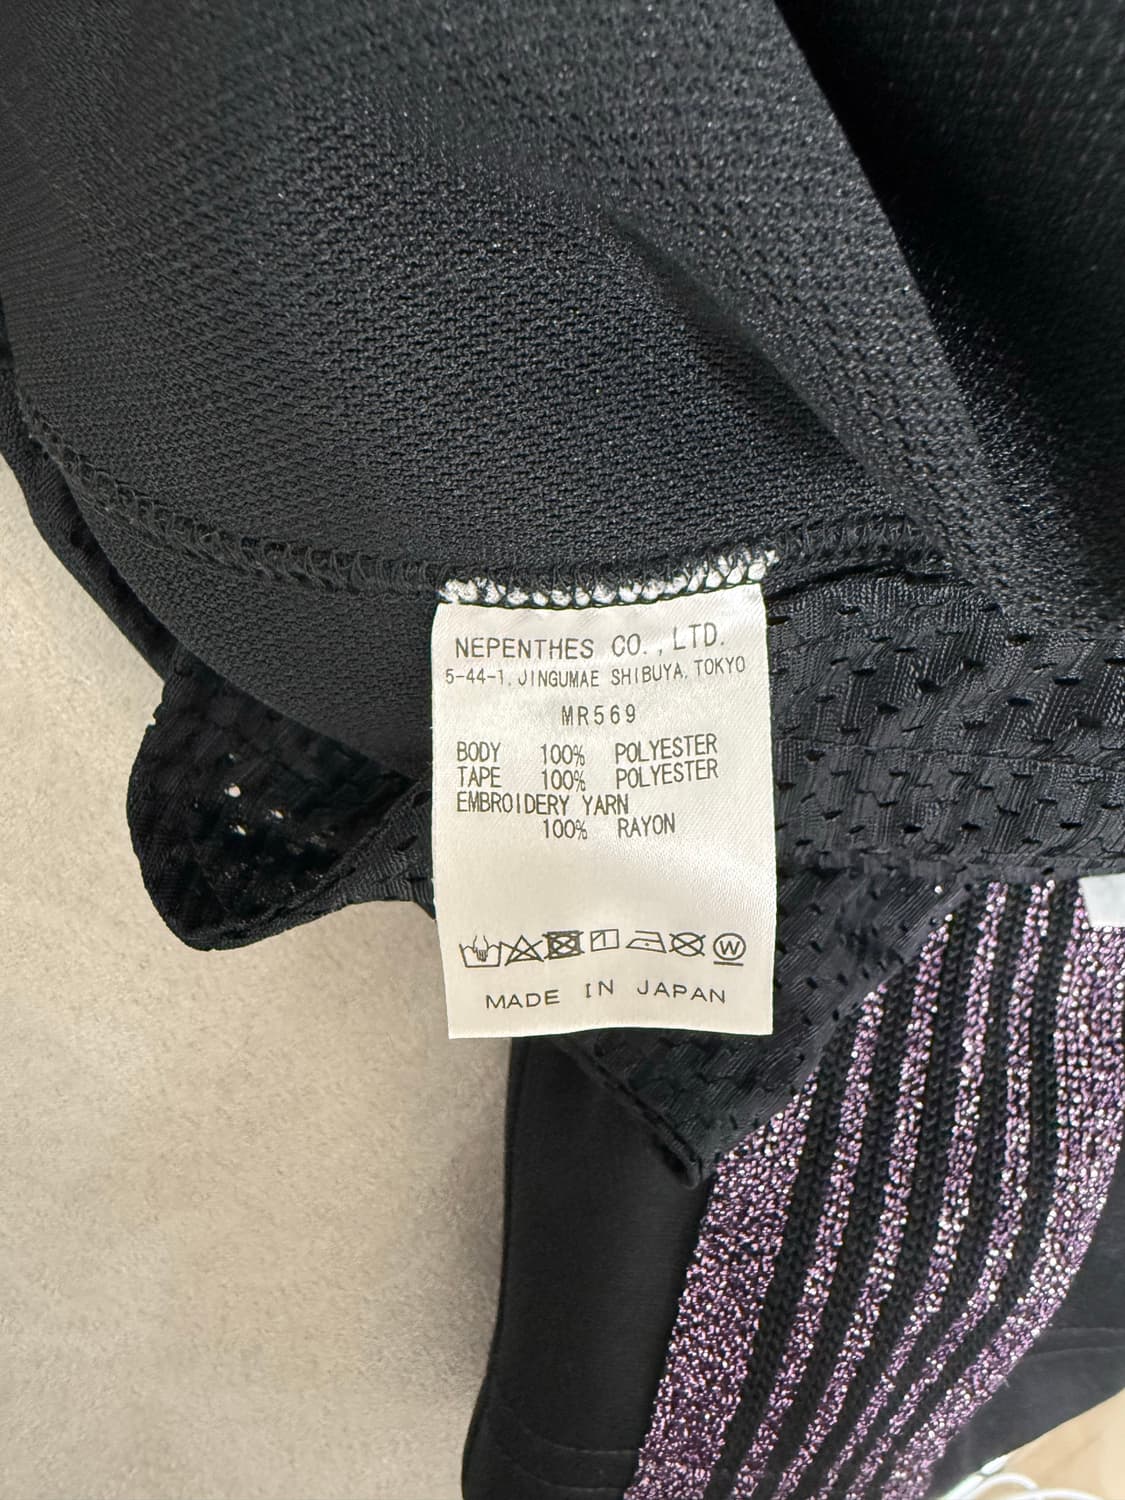 NEPENTHES CO., LTD.
5-44-1, JINGUMAE SHIBUYA, TOKYO
MR569
BODY 100% POLYESTER
TAPE 100% POLYESTER
EMBROIDERY YARN
100% RAYON
W
MADE IN JAPAN